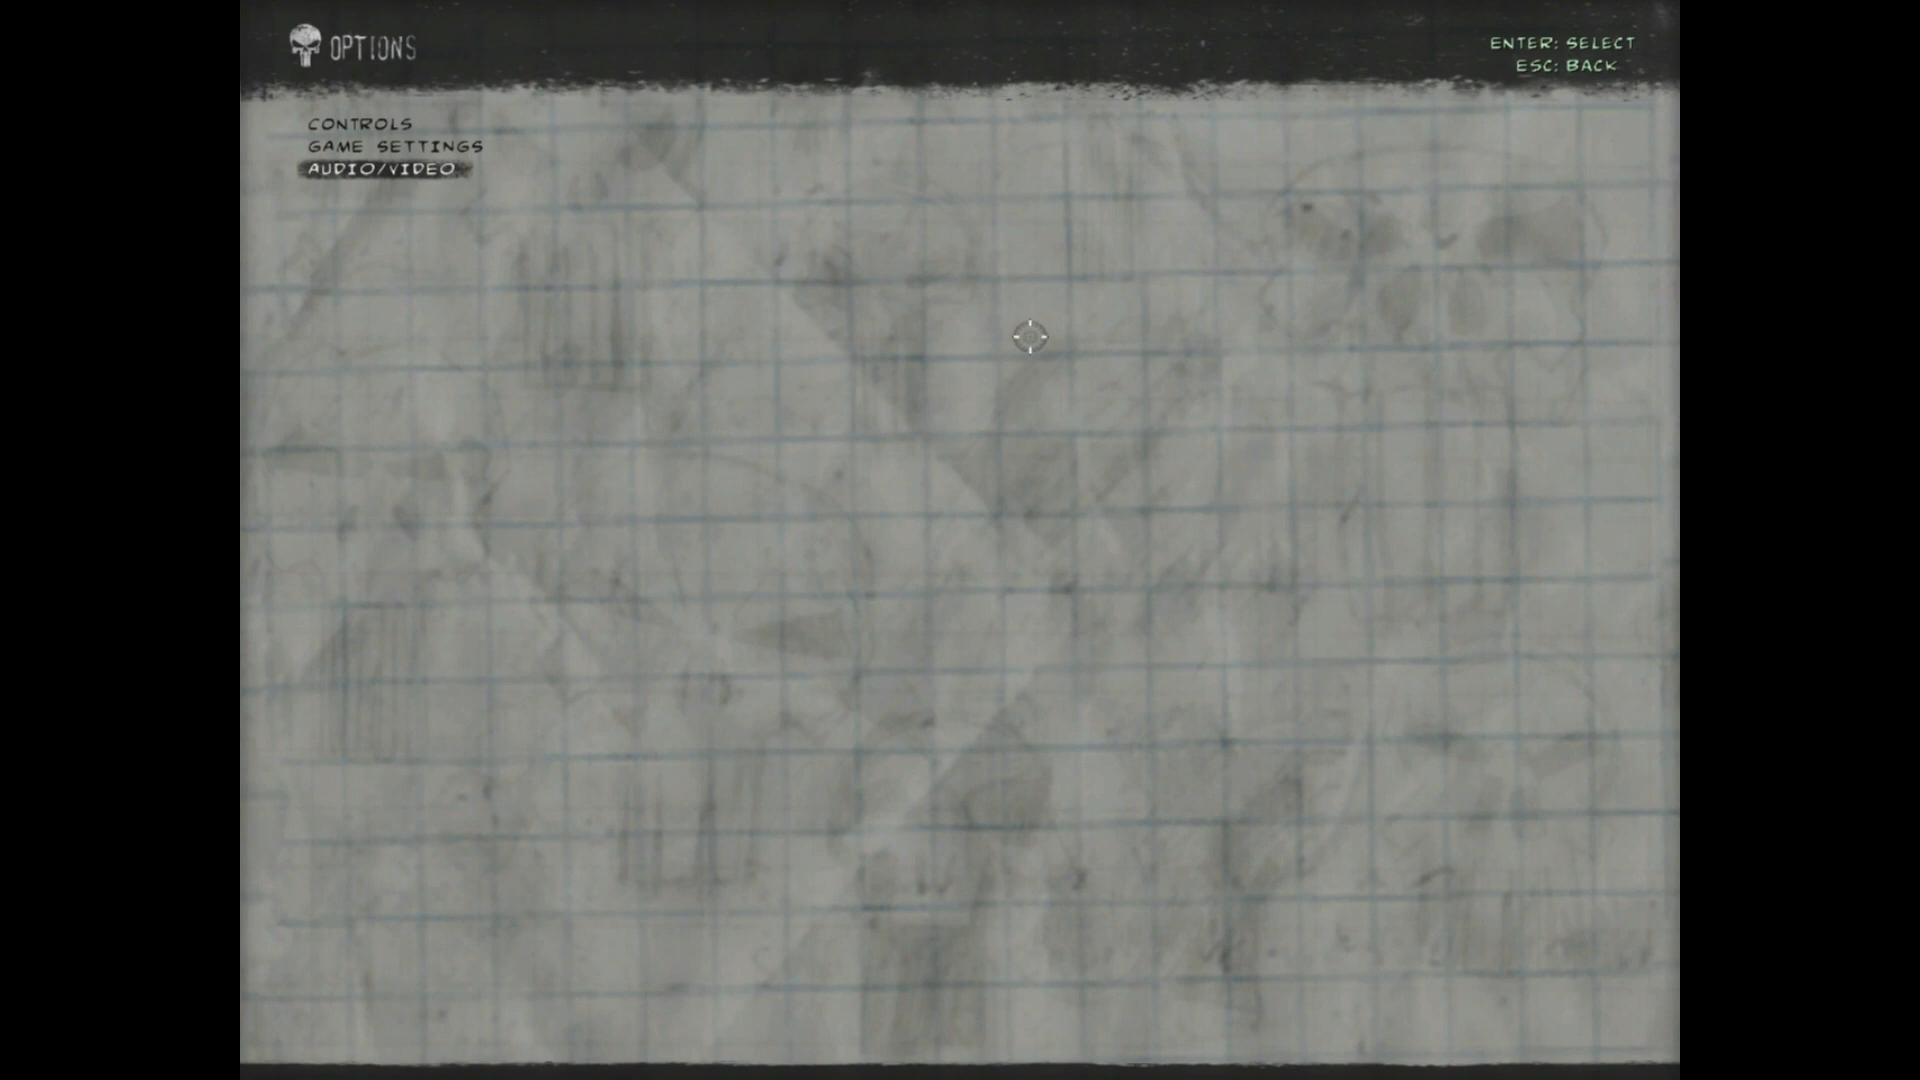 OPTIONS
ENTER: SELECT
ESC: BACK
CONTROLS
GAME SETTINGS
AUDIO/VIDEO